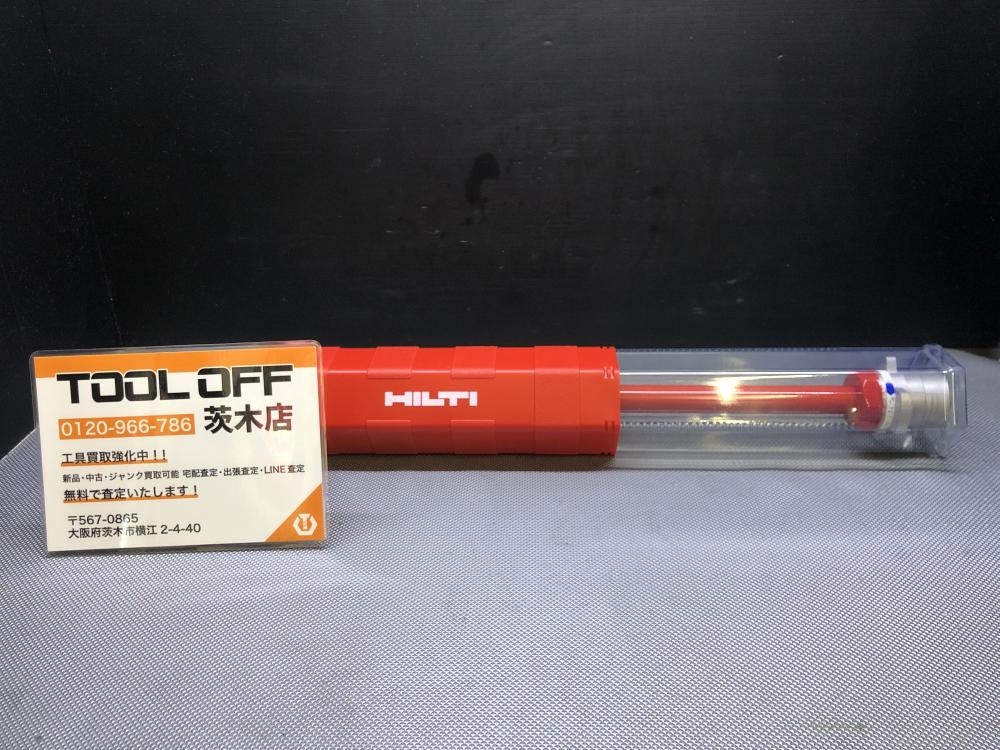 TOOL OFF
0120-966-786 茨木店
工具買取強化中！！
新品・中古・ジャンク買取可能 宅配査定・出張査定・LINE査定
無料で査定いたします！
〒567-0865
大阪府茨木市横江 2-4-40
HILTI